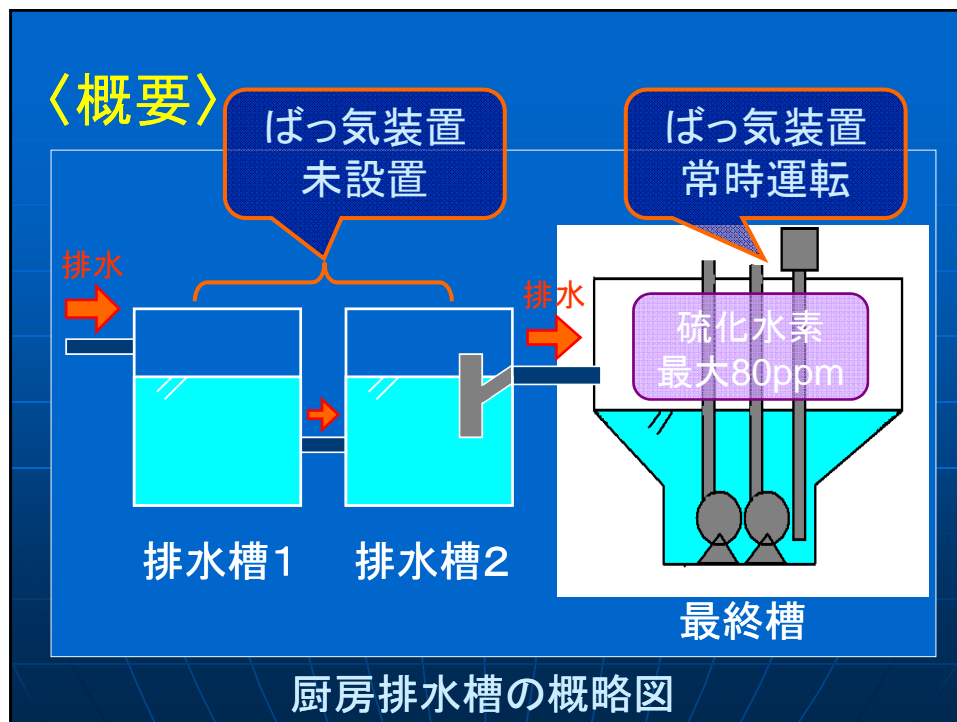 〈概要〉
ばっ気装置
未設置
ばっ気装置
常時運転
排水
排水
硫化水素
最大80ppm
排水槽1
排水槽2
最終槽
厨房排水槽の概略図